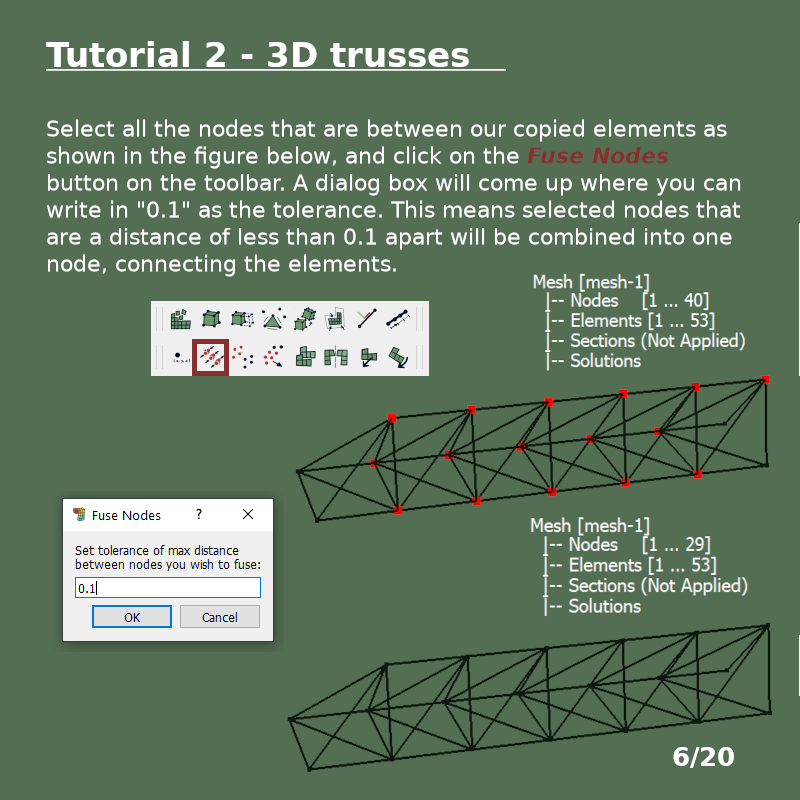 Tutorial 2 - 3D trusses
Select all the nodes that are between our copied elements as
shown in the figure below, and click on the Fuse Nodes
button on the toolbar. A dialog box will come up where you can
write in "0.1" as the tolerance. This means selected nodes that
are a distance of less than 0.1 apart will be combined into one
node, connecting the elements.
Mesh [mesh-1]
|-- Nodes [1 ... 40]
|-- Elements [1 ... 53]
|-- Sections (Not Applied)
|-- Solutions
Fuse Nodes
?
Set tolerance of max distance
between nodes you wish to fuse:
0.1
OK Cancel
Mesh [mesh-1]
|-- Nodes [1 ... 29]
|-- Elements [1 ... 53]
|-- Sections (Not Applied)
|-- Solutions
6/20